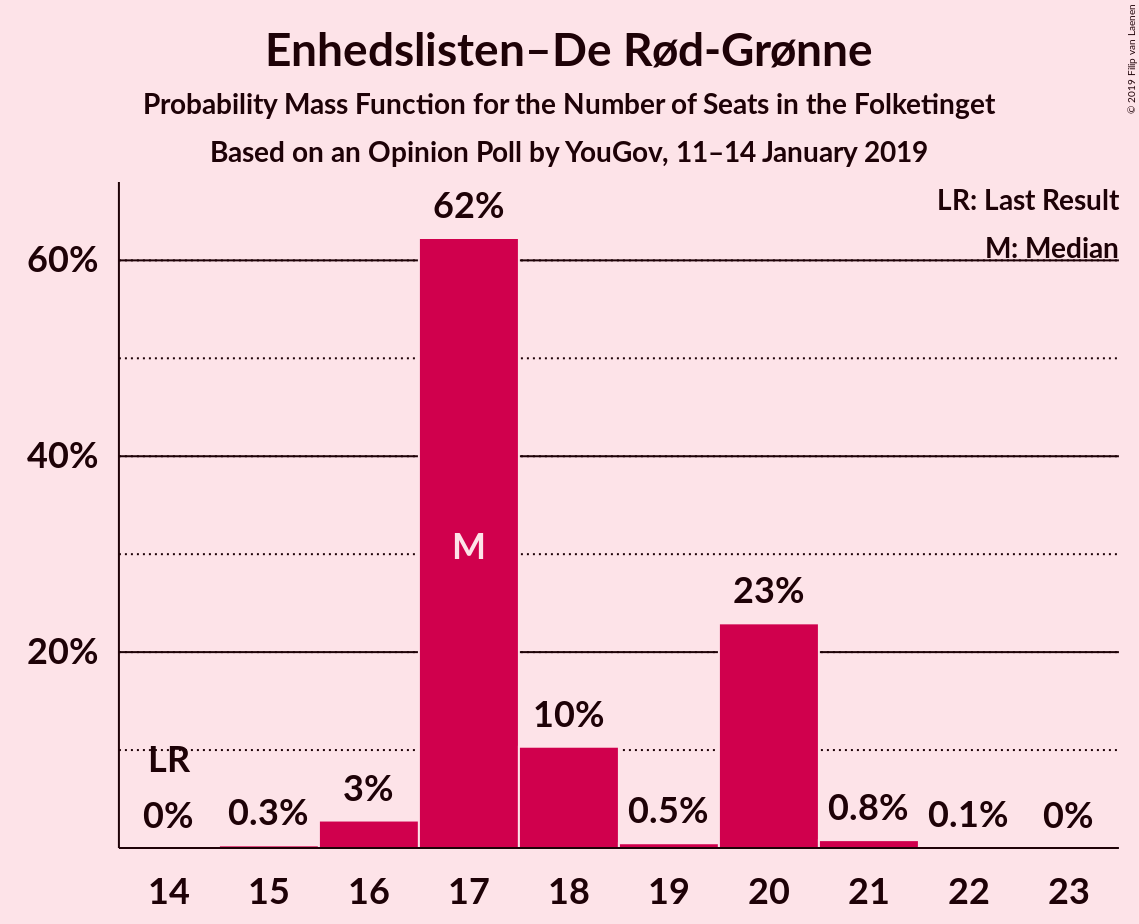 Enhedslisten–De Rød-Grønne
Probability Mass Function for the Number of Seats in the Folketinget
Based on an Opinion Poll by YouGov, 11–14 January 2019
© 2019 Filip van Laenen
LR: Last Result
M: Median
62%
60%
40%
M
23%
20%
10%
LR
3%
0%
0.3%
0.5%
0.8%
0.1%
0%
14 15 16 17 18 19 20 21 22 23